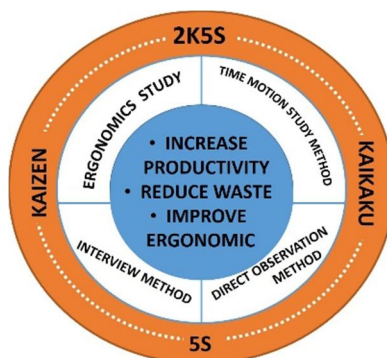 2K5S
ERGONOMICS STUDY
TIME MOTION STUDY METHOD
KAIZEN
KAIKAKU
• INCREASE
PRODUCTIVITY
• REDUCE WASTE
• IMPROVE
ERGONOMIC
INTERVIEW METHOD
DIRECT OBSERVATION
METHOD
5S